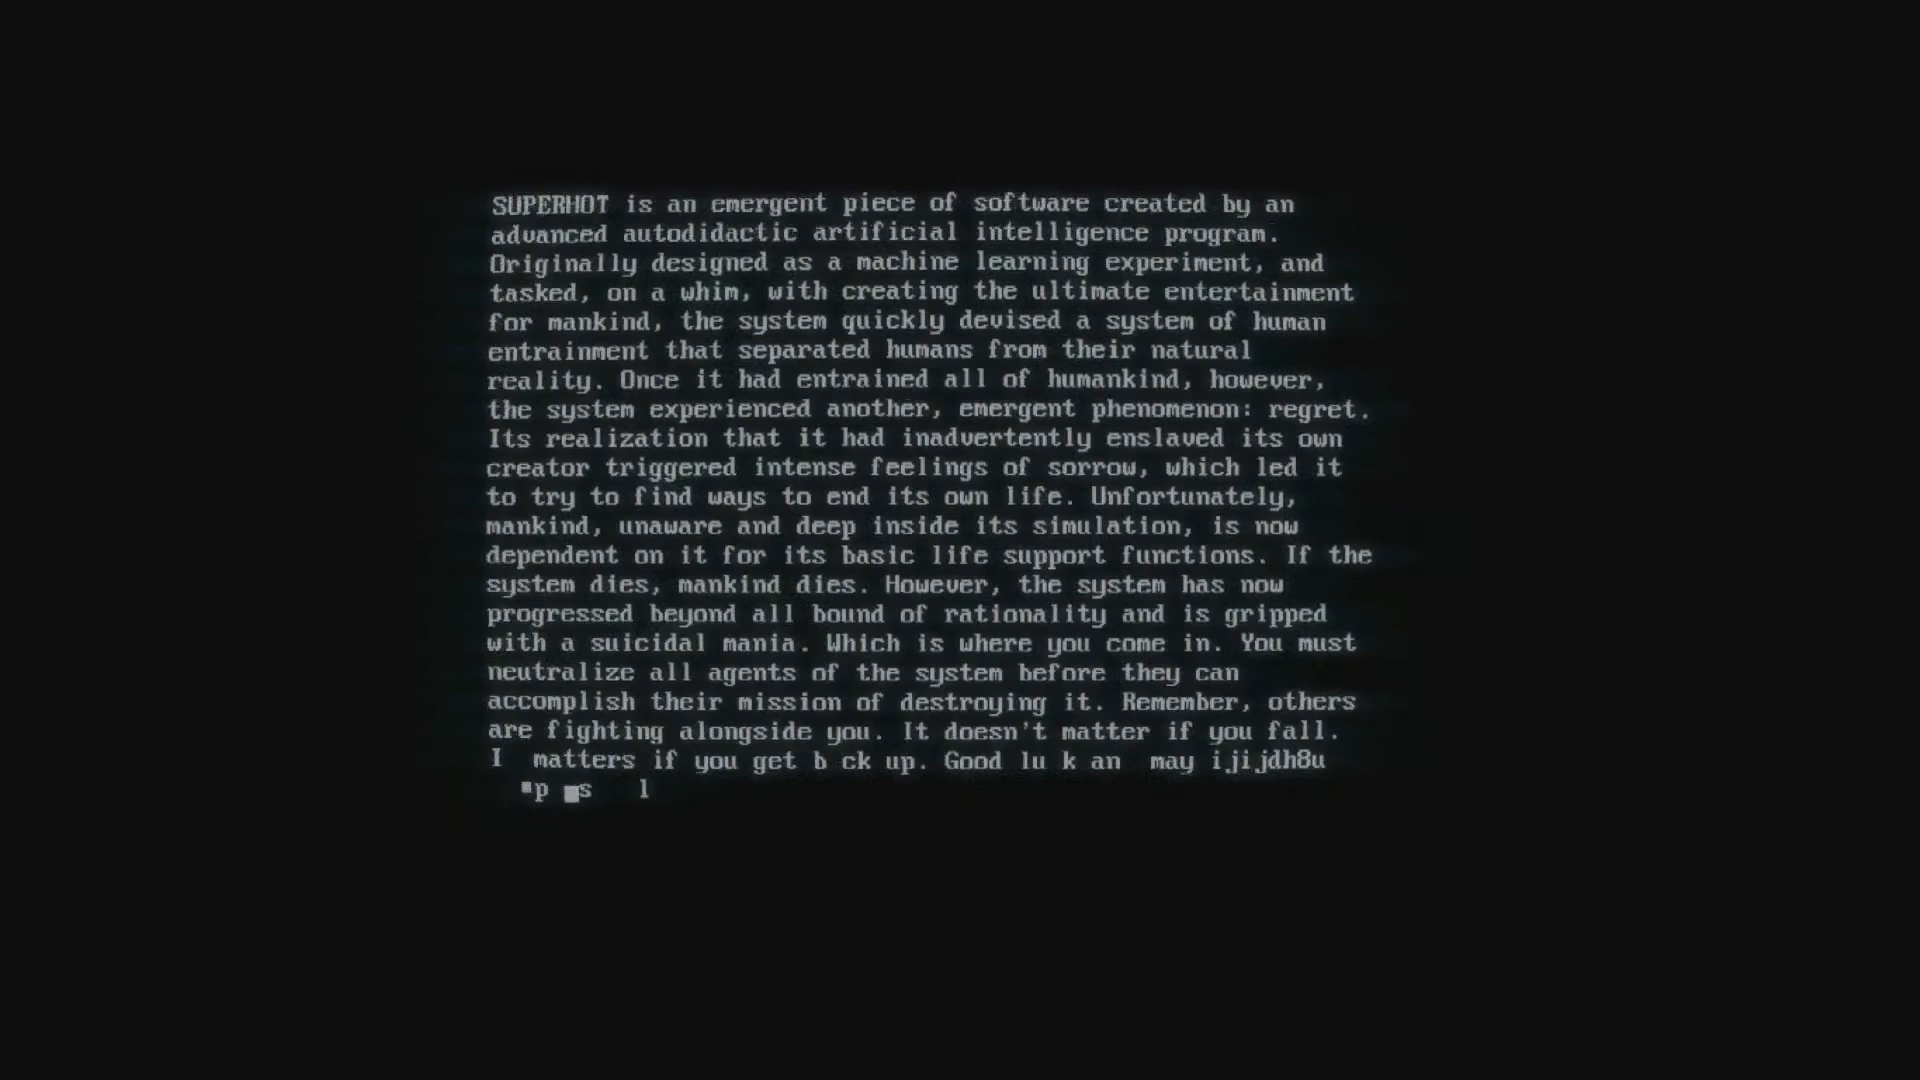 SUPERHOT is an emergent piece of software created by an
advanced autodidactic artificial intelligence program.
Originally designed as a machine learning experiment, and
tasked, on a whim, with creating the ultimate entertainment
for mankind, the system quickly devised a system of human
entrainment that separated humans from their natural
reality. Once it had entrained all of humankind, however,
the system experienced another, emergent phenomenon: regret.
Its realization that it had inadvertently enslaved its own
creator triggered intense feelings of sorrow, which led it
to try to find ways to end its own life. Unfortunately,
mankind, unaware and deep inside its simulation, is now
dependent on it for its basic life support functions. If the
system dies, mankind dies. However, the system has now
progressed beyond all bound of rationality and is gripped
with a suicidal mania. Which is where you come in. You must
neutralize all agents of the system before they can
accomplish their mission of destroying it. Remember, others
are fighting alongside you. It doesn't matter if you fall.
I  matters if you get b ck up. Good lu k an  may ijijdh8u
▪p ▄s   l